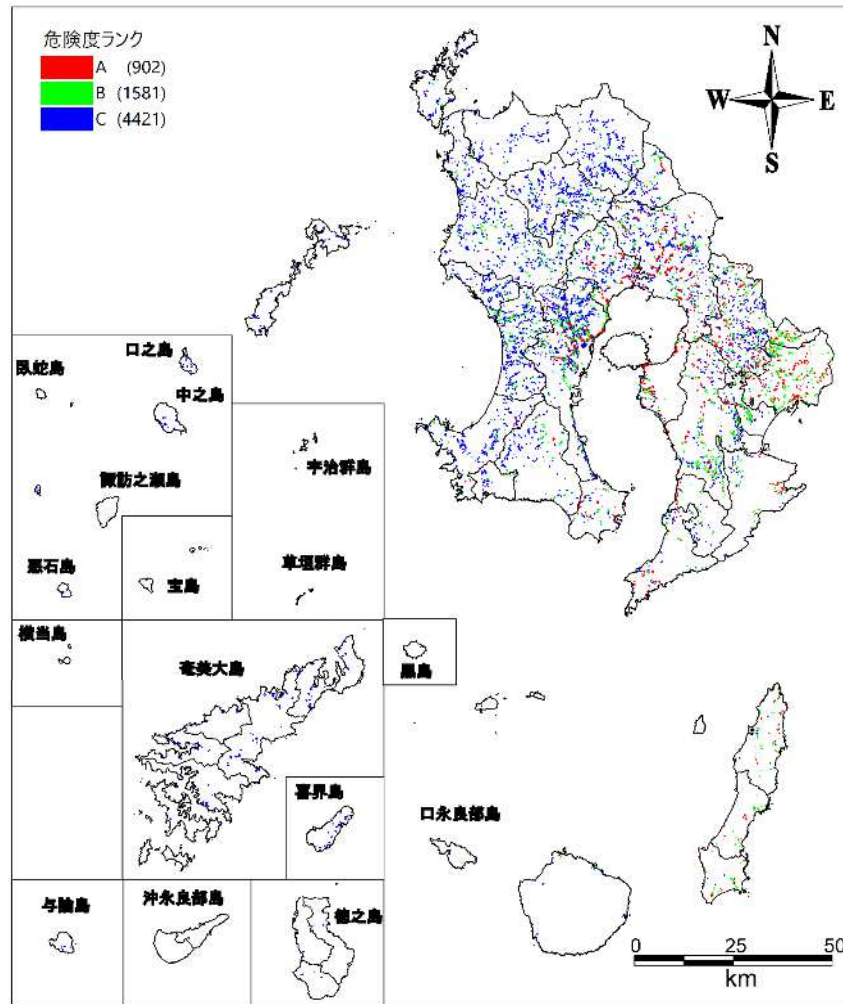 危険度ランク
A (902)
B (1581)
C (4421)
N
W E
S
口之島
臥蛇島
中之島
宇治群島
諏訪之瀬島
悪石島
宝島
草垣群島
横当島
奄美大島
黒島
喜界島
口永良部島
与論島
沖永良部島
徳之島
0 25 50
km